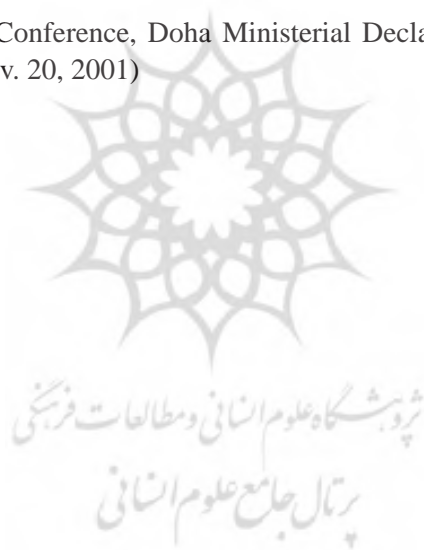 Conference, Doha Ministerial Decla
v. 20, 2001)
پژوهشگاه علوم انسانی و مطالعات فرهنگی
پرتال جامع علوم انسانی